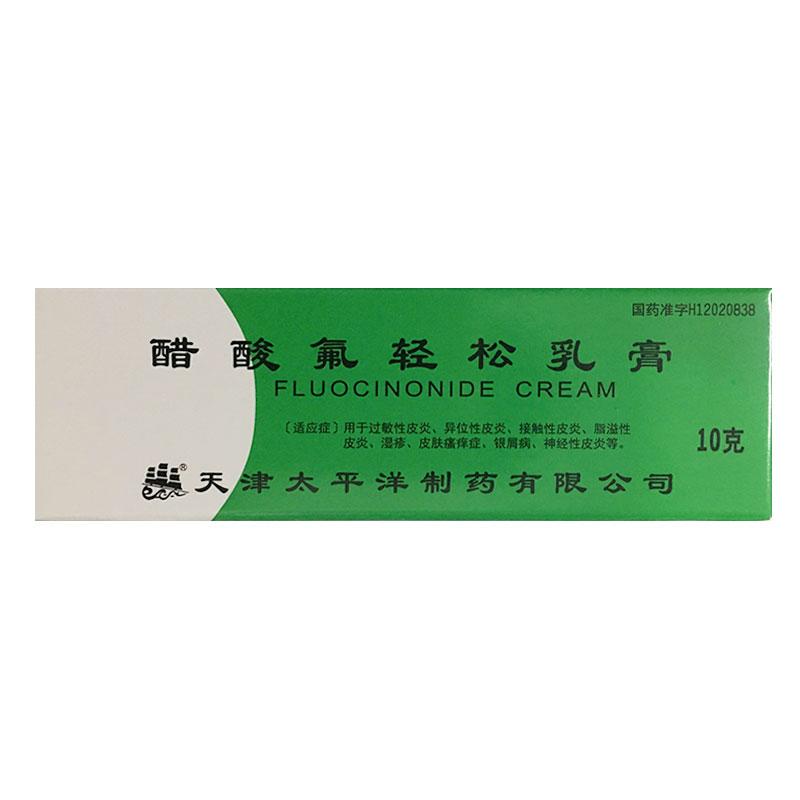 国药准字H12020838
醋酸氟轻松乳膏
FLUOCINONIDE CREAM
〔适应症〕用于过敏性皮炎、异位性皮炎、接触性皮炎、脂溢性
皮炎、湿疹、皮肤瘙痒症、银屑病、神经性皮炎等。
10克
®
天津太平洋制药有限公司